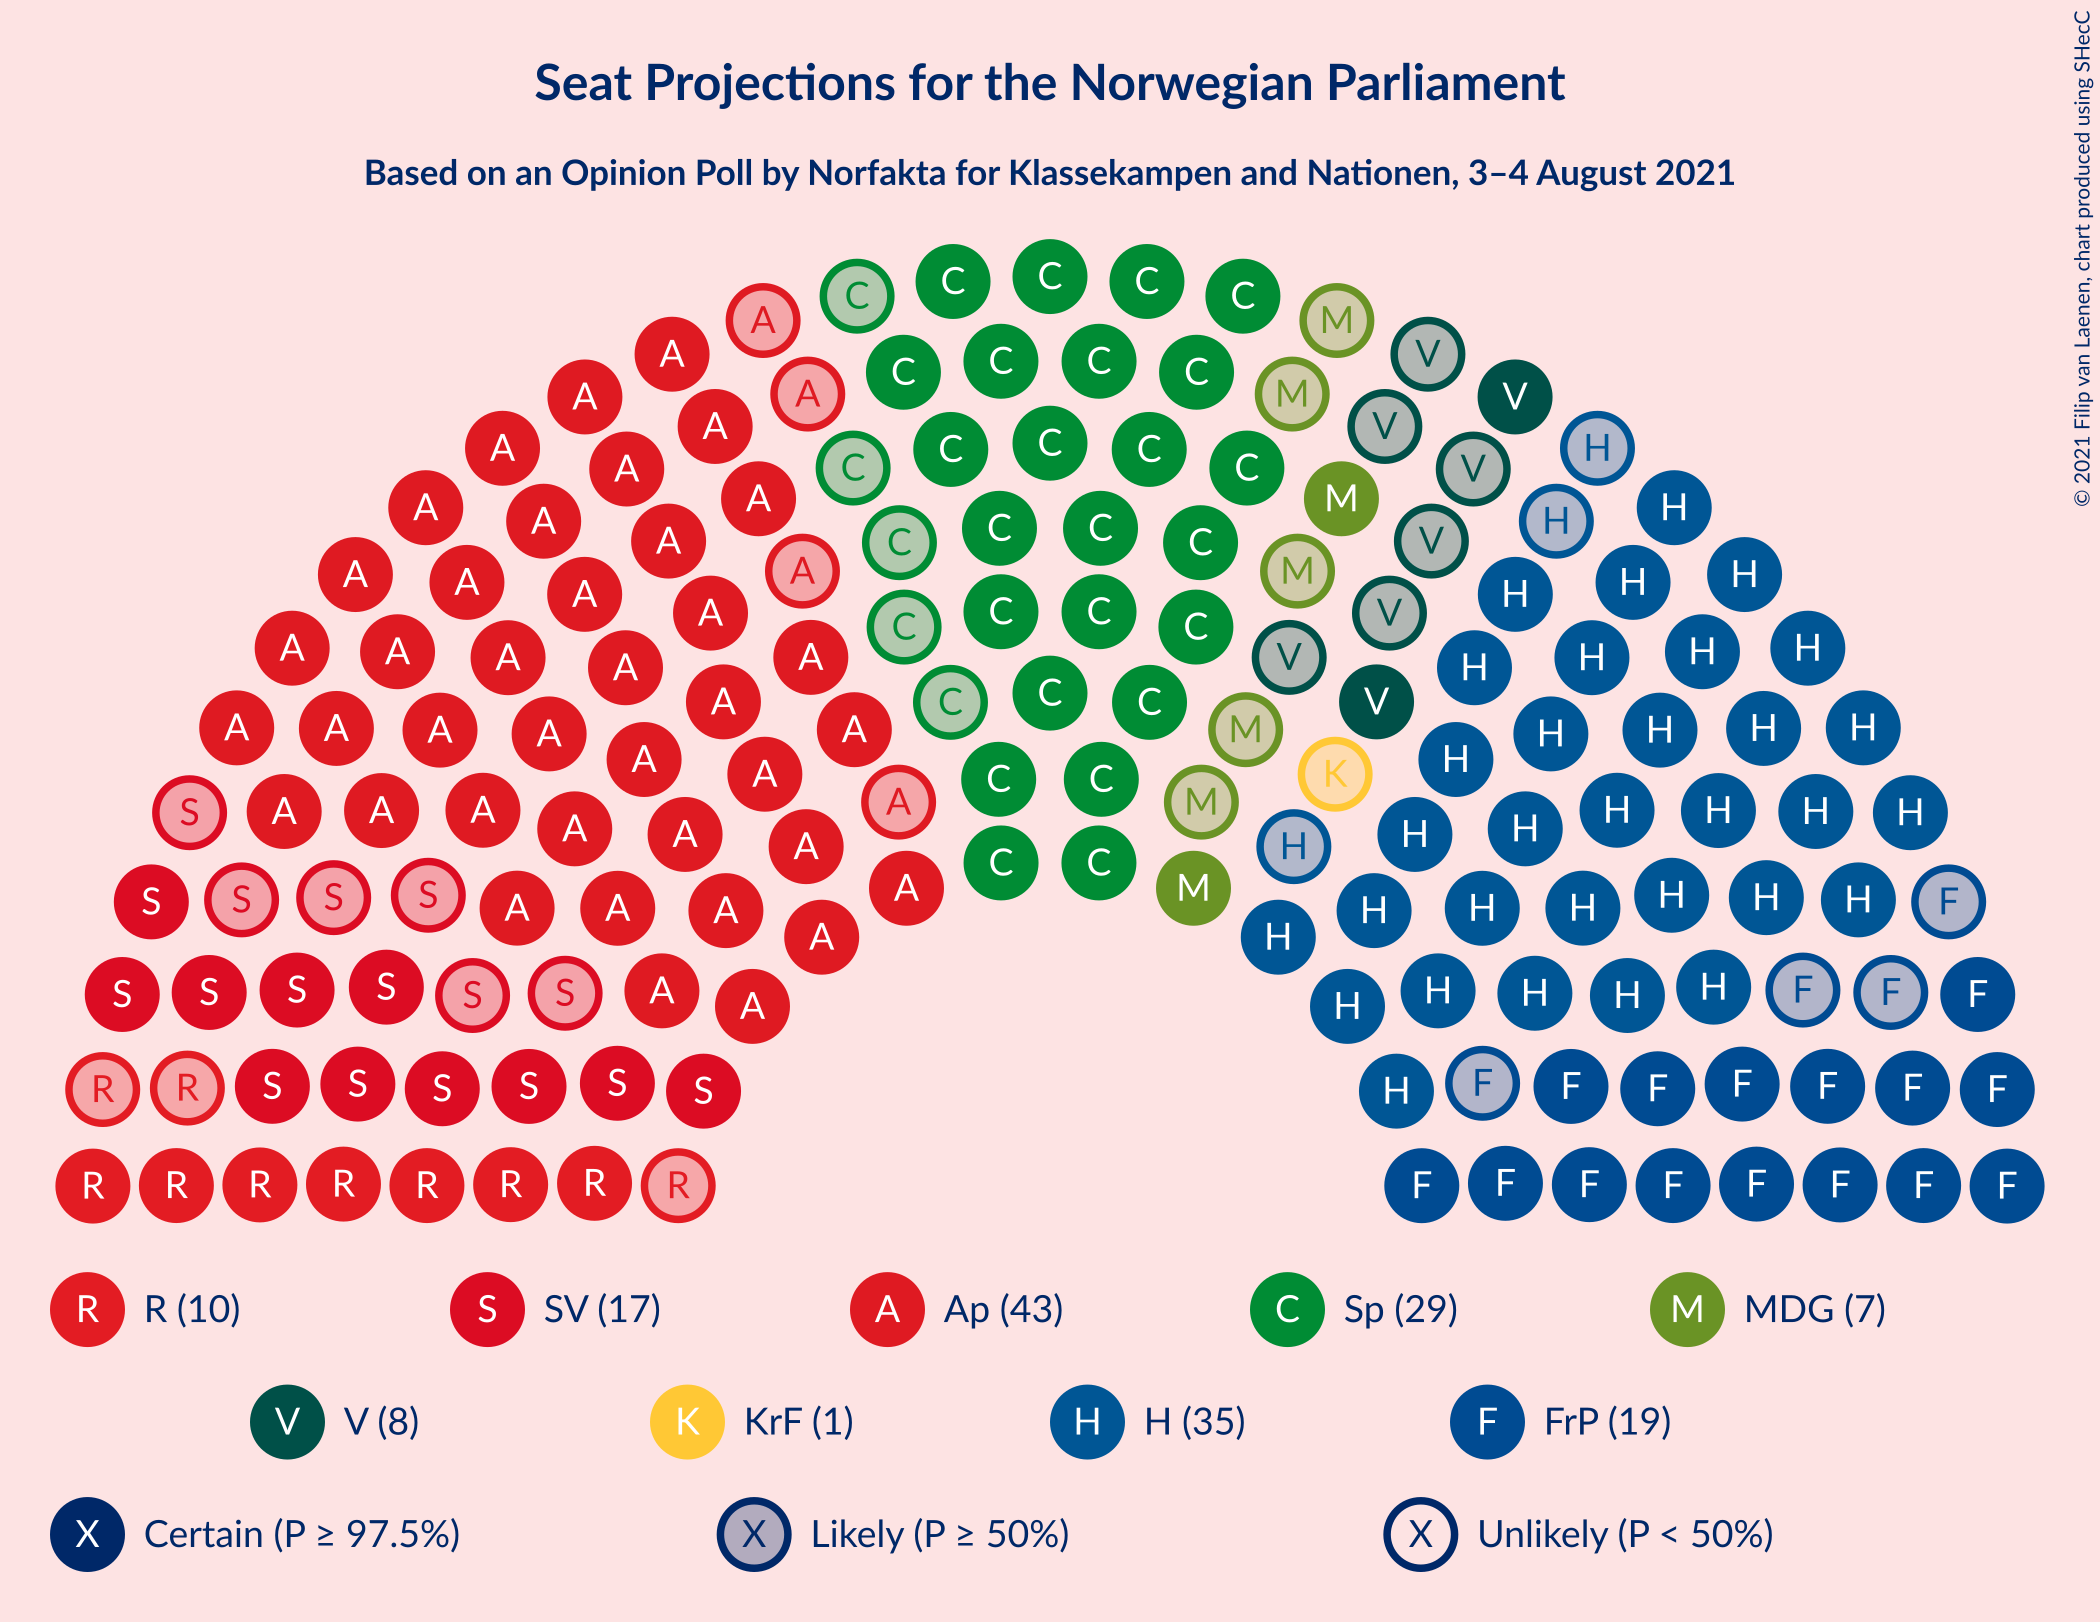 Seat Projections for the Norwegian Parliament
Based on an Opinion Poll by Norfakta for Klassekampen and Nationen, 3–4 August 2021
© 2021 Filip van Laenen, chart produced using SHecC
C C C C C
A M
A V
A V
C C C C
A M
A H
A V
A H
C C C C C
A M
A V
A H
A H
C C C C
A M
A V
A H
A H
C C C C
A V
A H
A H
A H
C C C
A M
A V
A H
A H
A H
A A A A A A K H H H H H
C C
S A A A A A A M H H H H H H
C C
S S S S A A A A M H H H H H H F
A H
S S S S S S A A H H H H H F F F
R R S S S S S S H F F F F F F F
R R R R R R R R F F F F F F F F
R R (10) S SV (17) A Ap (43) C Sp (29) M MDG (7)
V V (8) K KrF (1) H H (35) F FrP (19)
X Certain (P ≥ 97.5%) X Likely (P ≥ 50%) X Unlikely (P < 50%)